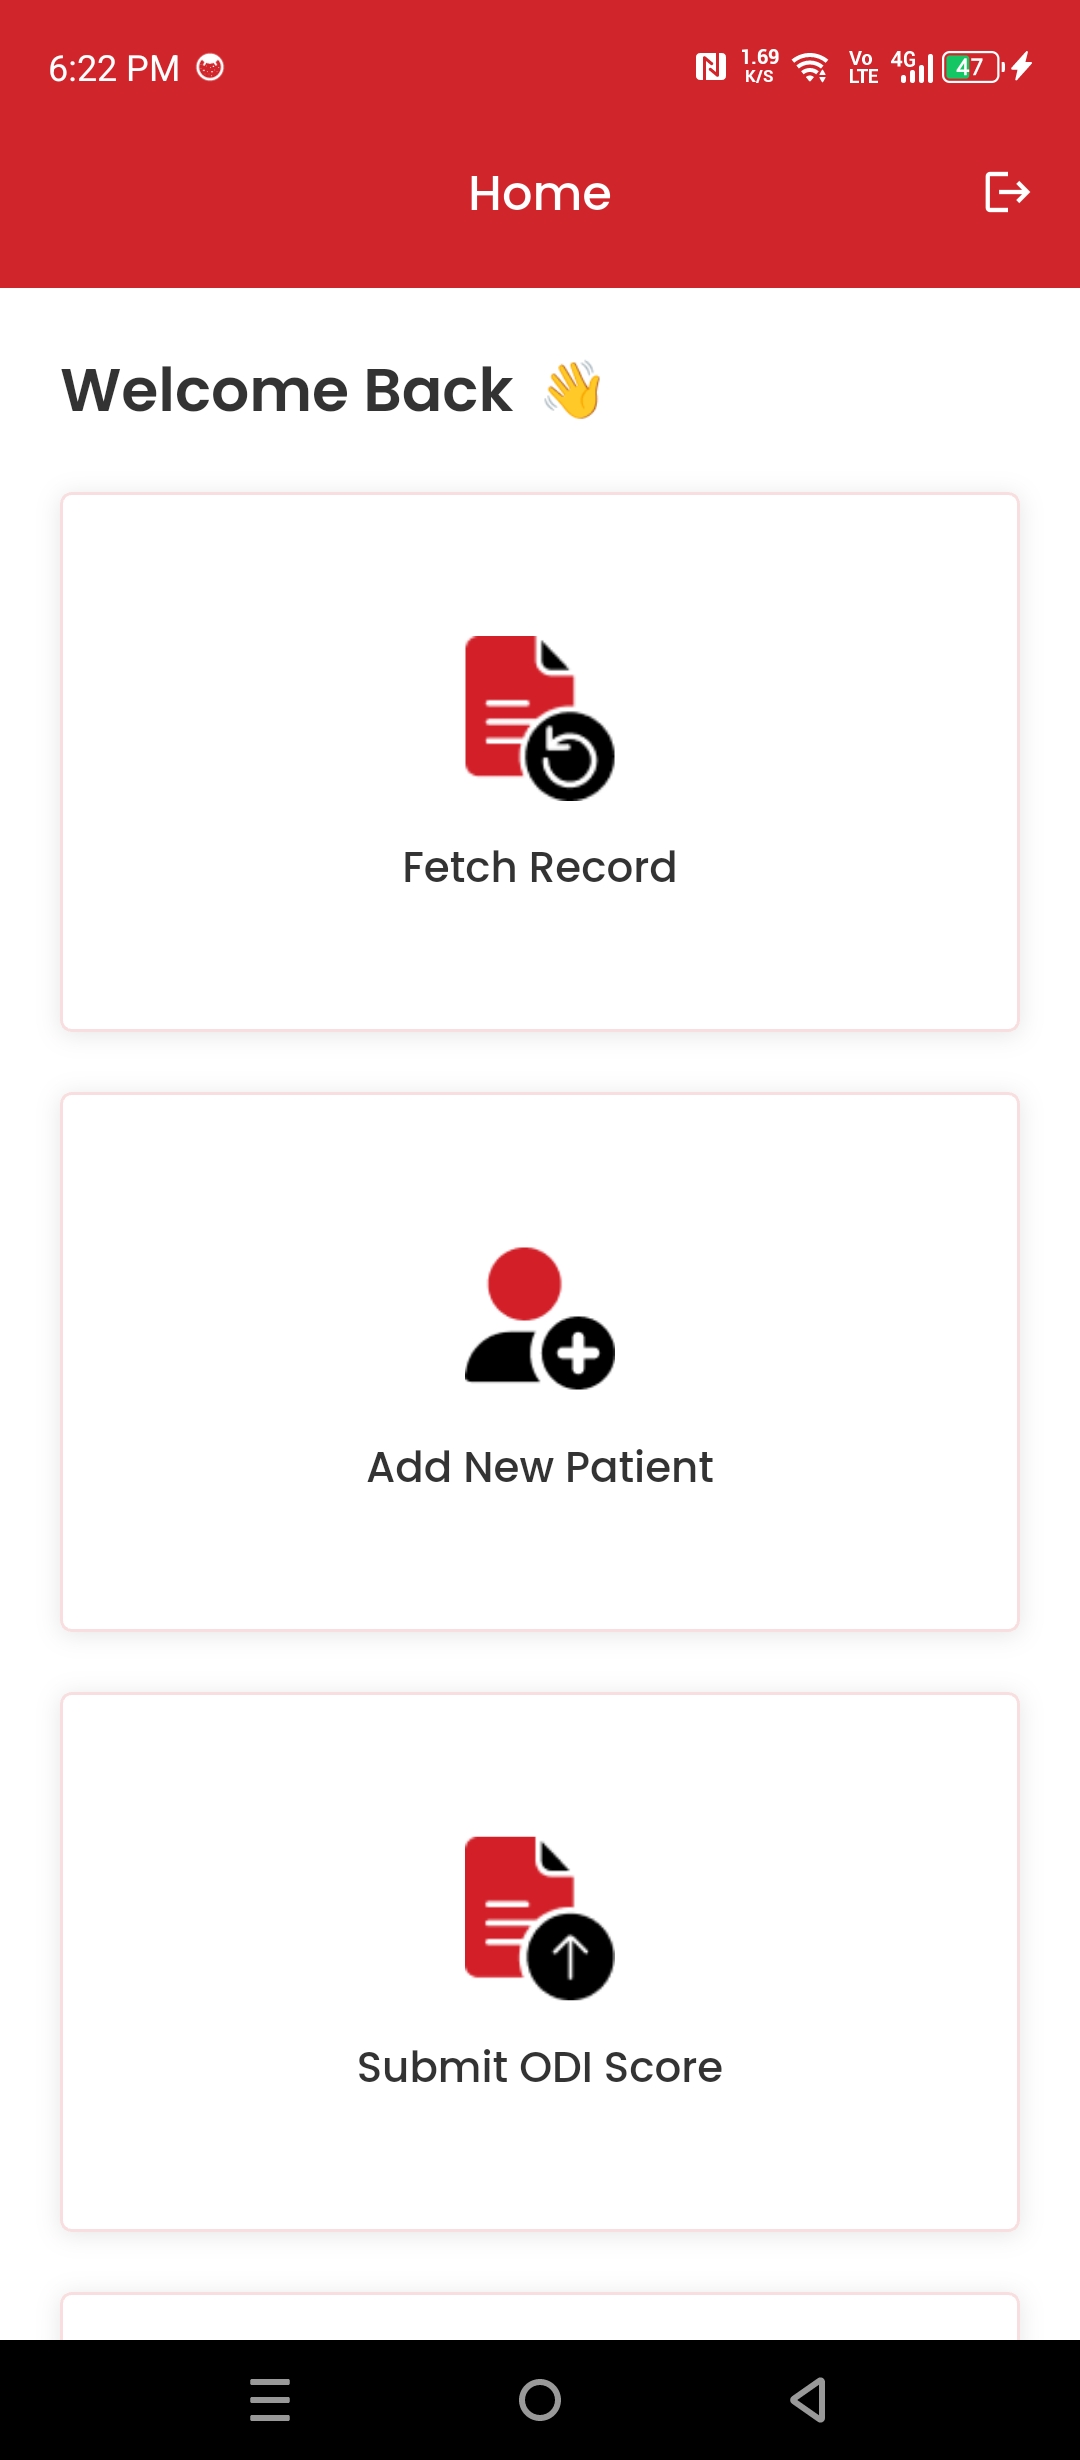 6:22 PM 1.69 K/S Vo LTE 4G 47
Home
Welcome Back 👋
Fetch Record
Add New Patient
Submit ODI Score